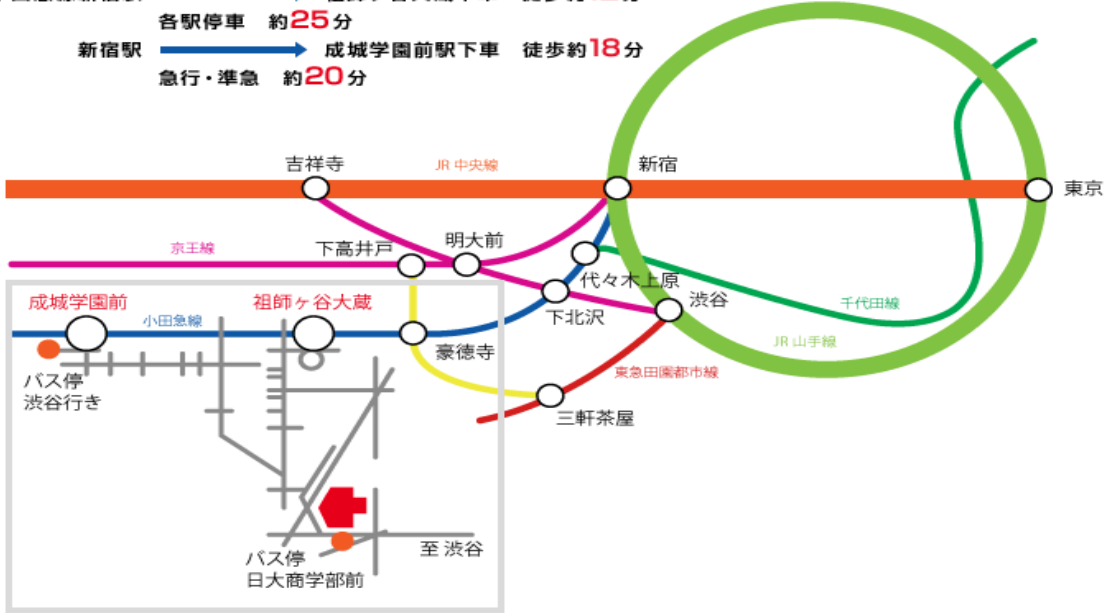 各駅停車 約25分
新宿駅 成城学園前駅下車 徒歩約18分
急行・準急 約20分
吉祥寺
JR 中央線
新宿
東京
京王線
下高井戸
明大前
代々木上原
成城学園前
小田急線
祖師ヶ谷大蔵
下北沢
渋谷
千代田線
JR 山手線
豪徳寺
東急田園都市線
バス停
渋谷行き
三軒茶屋
至 渋谷
バス停
日大商学部前